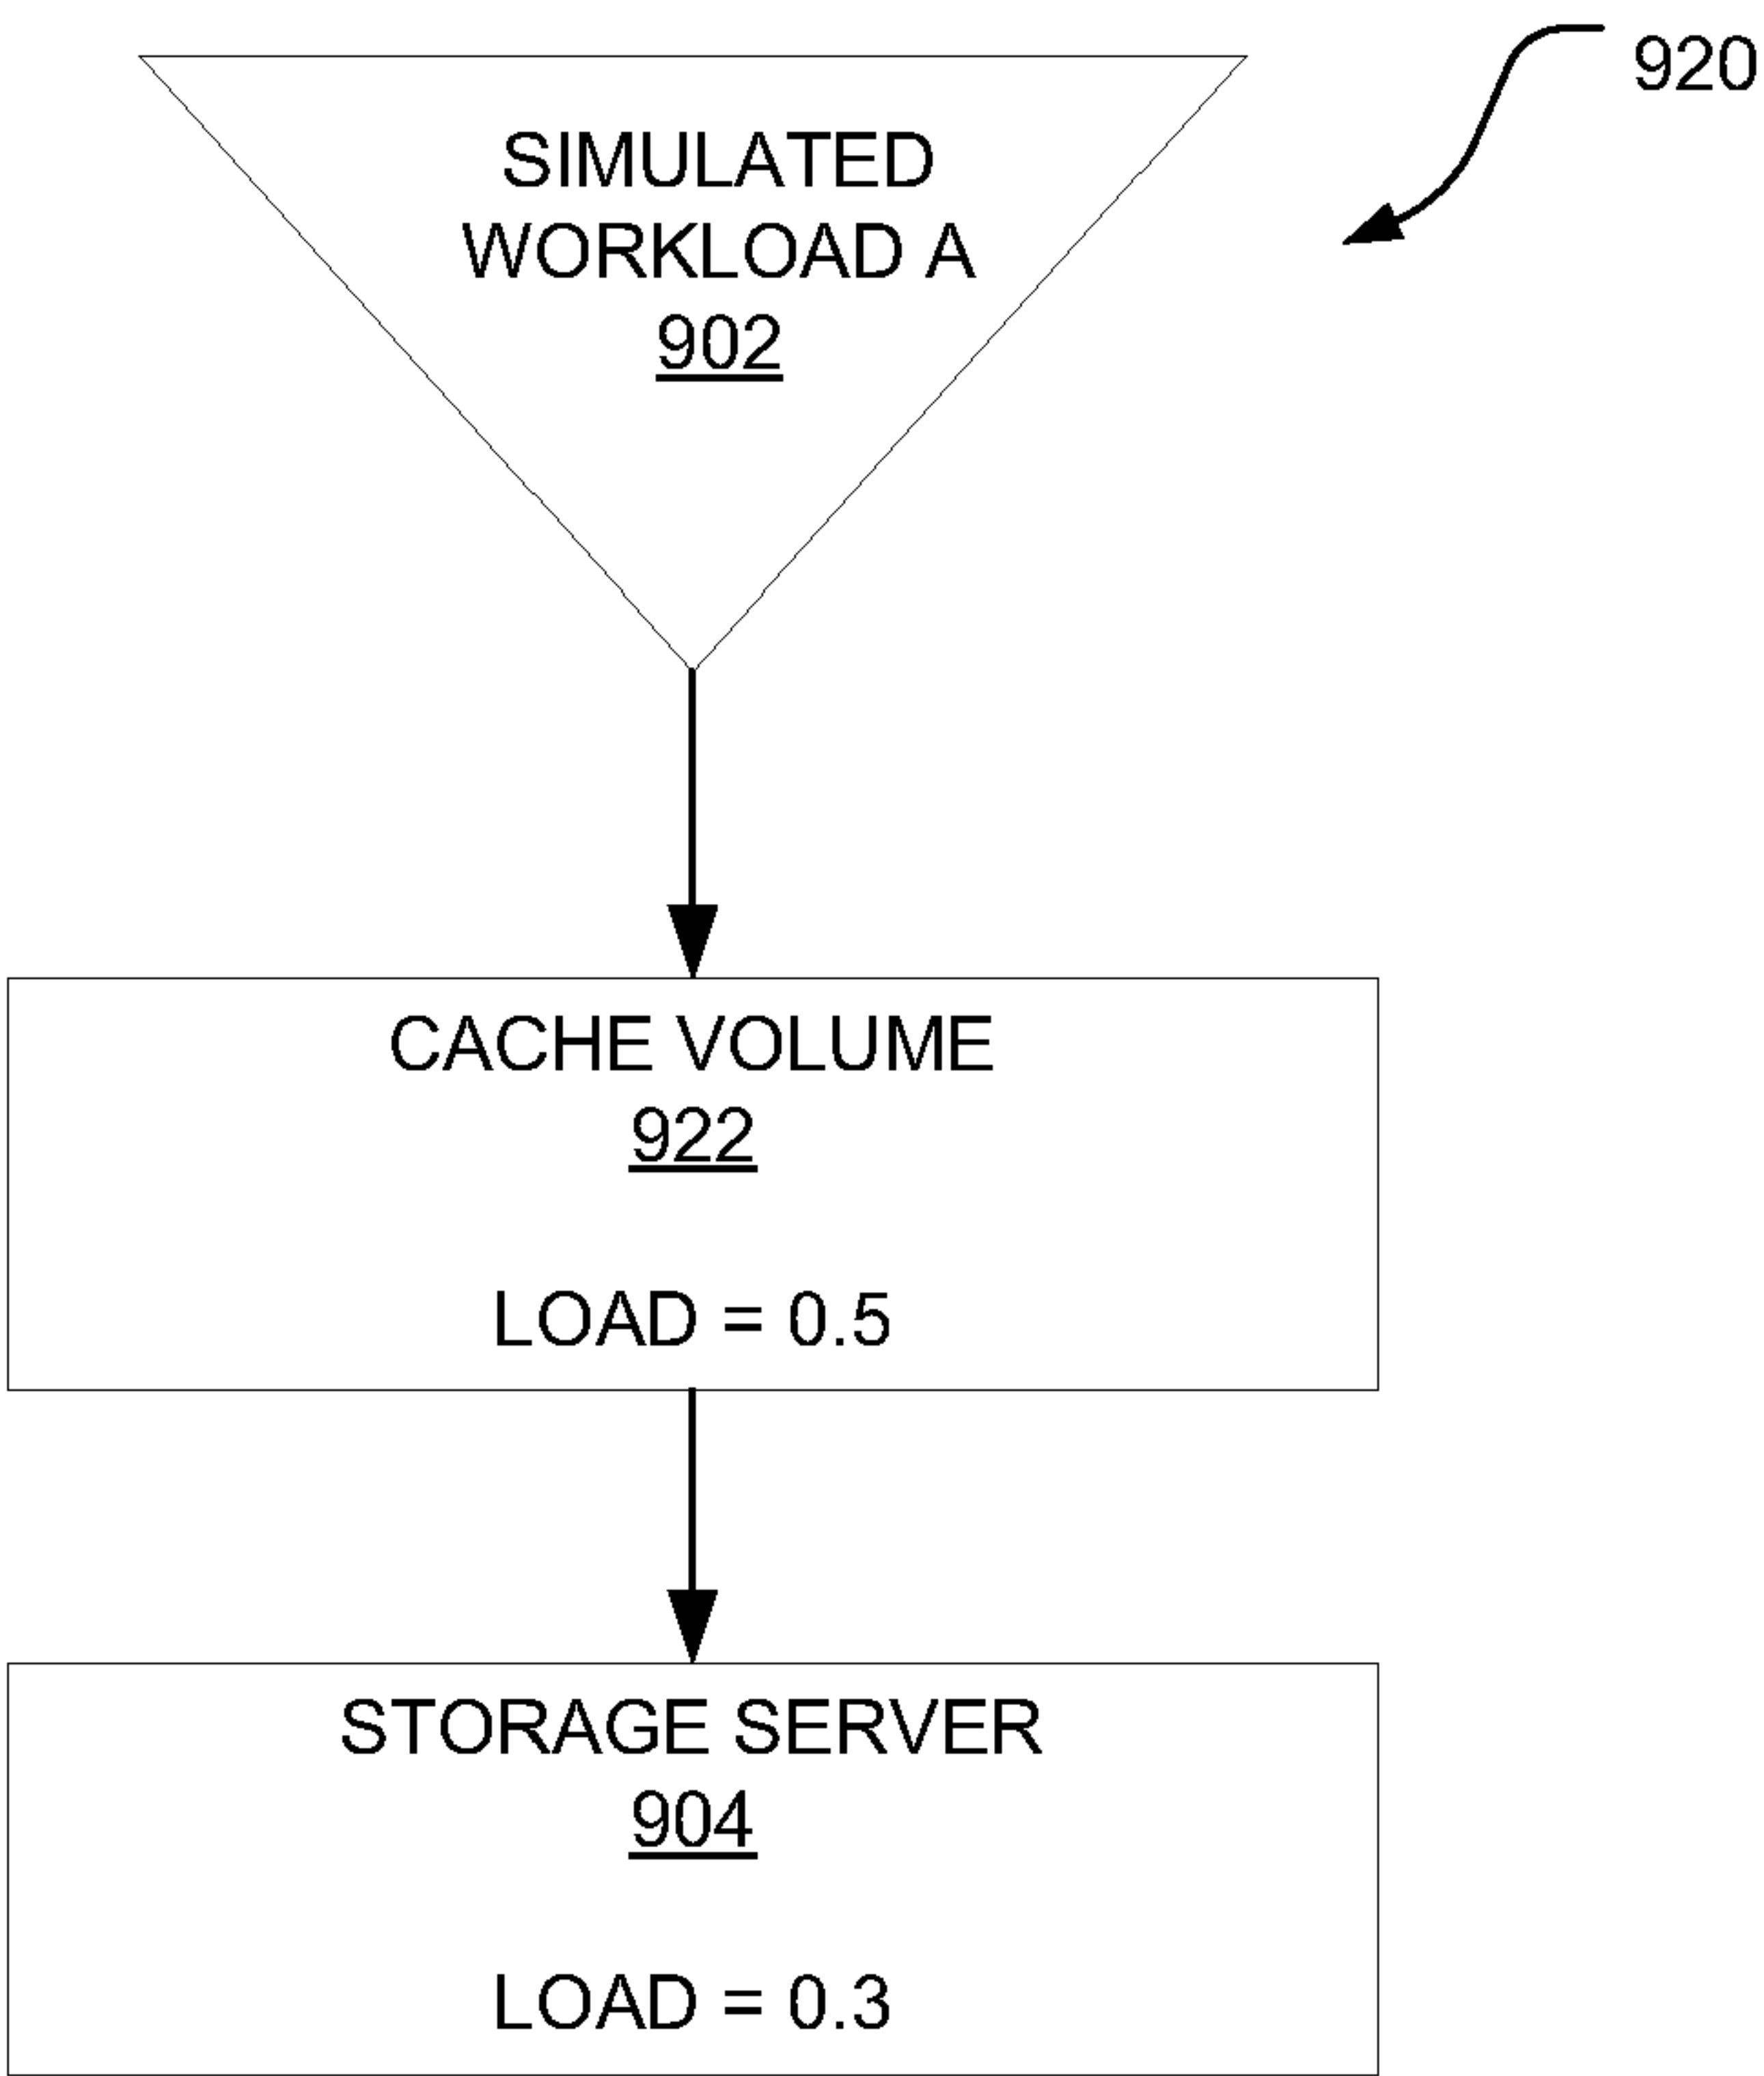 920
SIMULATED
WORKLOAD A
902
CACHE VOLUME
922
LOAD = 0.5
STORAGE SERVER
904
LOAD = 0.3